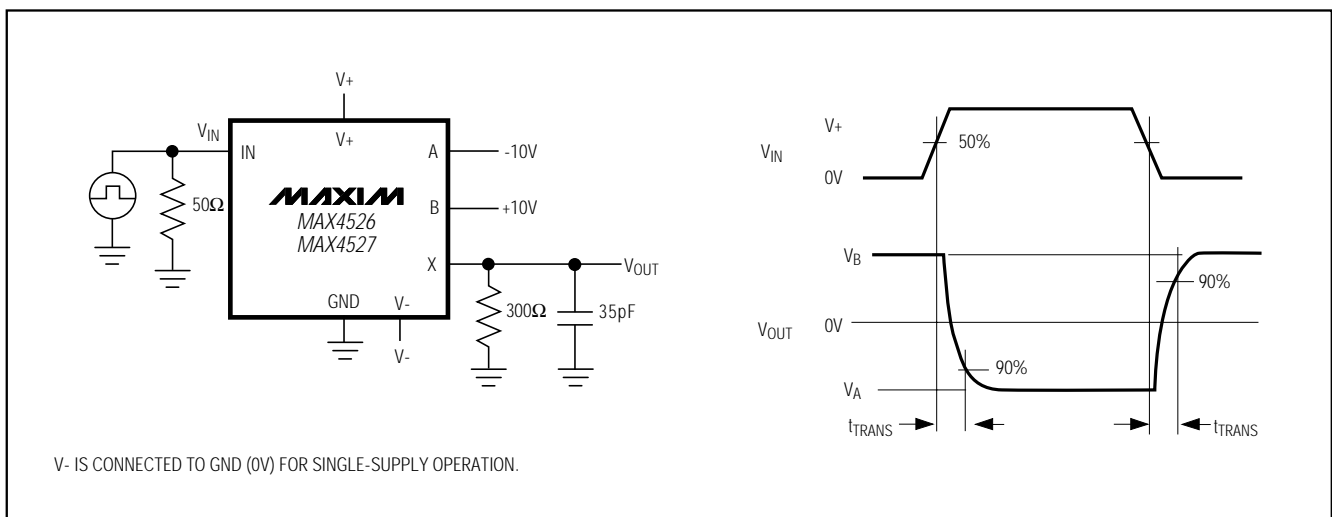 V+
V+
VIN
IN
50Ω
MAXIM
MAX4526
MAX4527
A
-10V
B
+10V
X
VOUT
GND
V-
V-
300Ω
35pF
V- IS CONNECTED TO GND (0V) FOR SINGLE-SUPPLY OPERATION.
VIN
V+
50%
0V
VB
90%
VOUT
0V
90%
VA
tTRANS
tTRANS